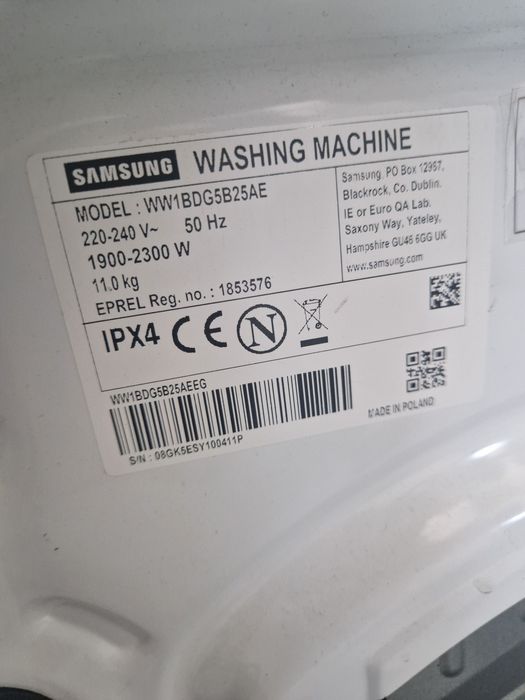 SAMSUNG WASHING MACHINE
MODEL : WW1BDG5B25AE
220-240 V~ 50 Hz
1900-2300 W
11.0 kg
EPREL Reg. no. : 1853576
Samsung. PO Box 12987,
Blackrock, Co. Dublin.
IE or Euro QA Lab.
Saxony Way, Yateley,
Hampshire GU46 6GG UK
www.samsung.com
IPX4 CE N
WW1BDG5B25AEEG
S/N : 08GK5ESY100411P
MADE IN POLAND